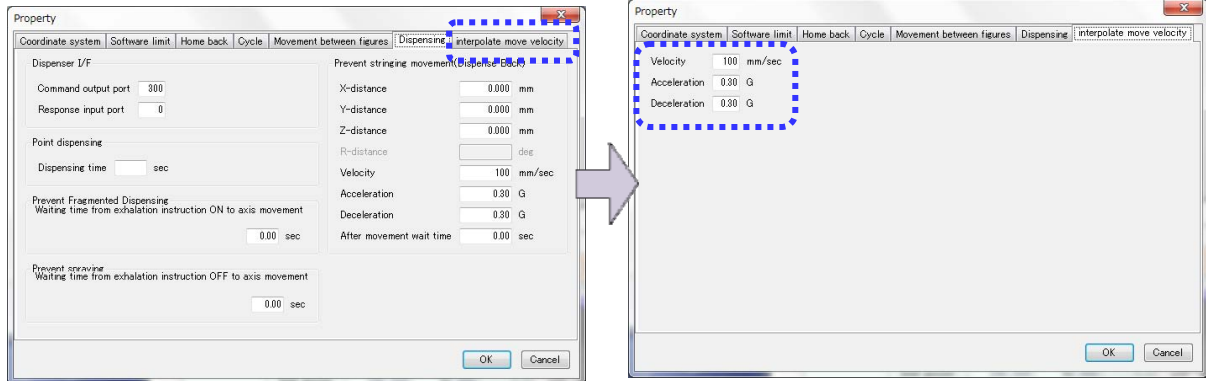 Property
x
Coordinate system Software limit Home back Cycle Movement between figures Dispensing interpolate move velocity
Dispenser I/F
Command output port 300
Response input port 0
Point dispensing
Dispensing time sec
Prevent Fragmented Dispensing
Waiting time from exhalation instruction ON to axis movement
0.00 sec
Prevent spraying
Waiting time from exhalation instruction OFF to axis movement
0.00 sec
Prevent stringing movement(Dispense Back)
X-distance 0.000 mm
Y-distance 0.000 mm
Z-distance 0.000 mm
R-distance deg
Velocity 100 mm/sec
Acceleration 0.30 G
Deceleration 0.30 G
After movement wait time 0.00 sec
OK Cancel
Property
x
Coordinate system Software limit Home back Cycle Movement between figures Dispensing interpolate move velocity
Velocity 100 mm/sec
Acceleration 0.30 G
Deceleration 0.30 G
OK Cancel